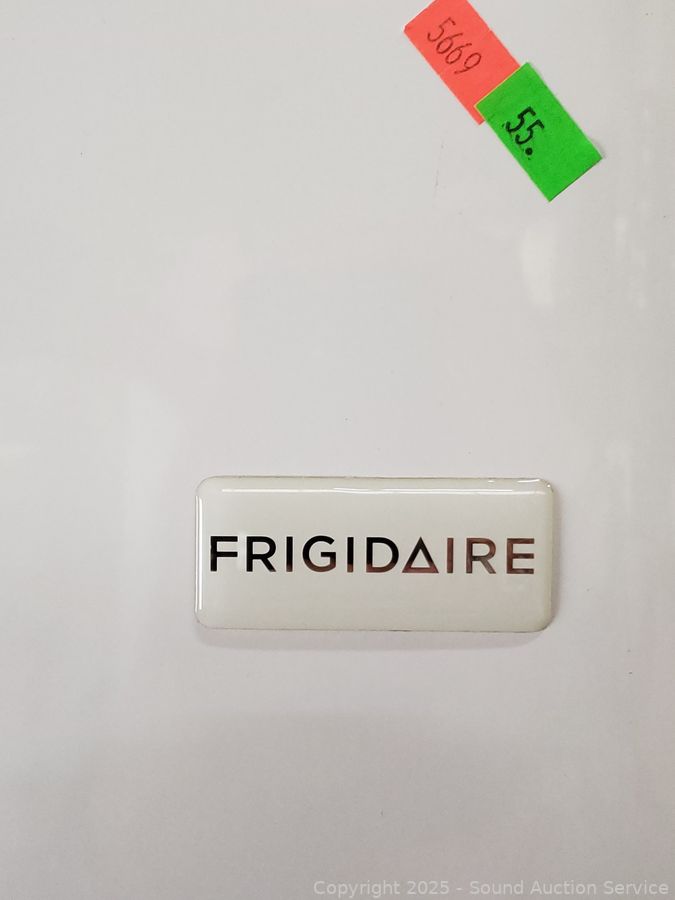 5669
55.
FRIGIDAIRE
Copyright 2025 - Sound Auction Service